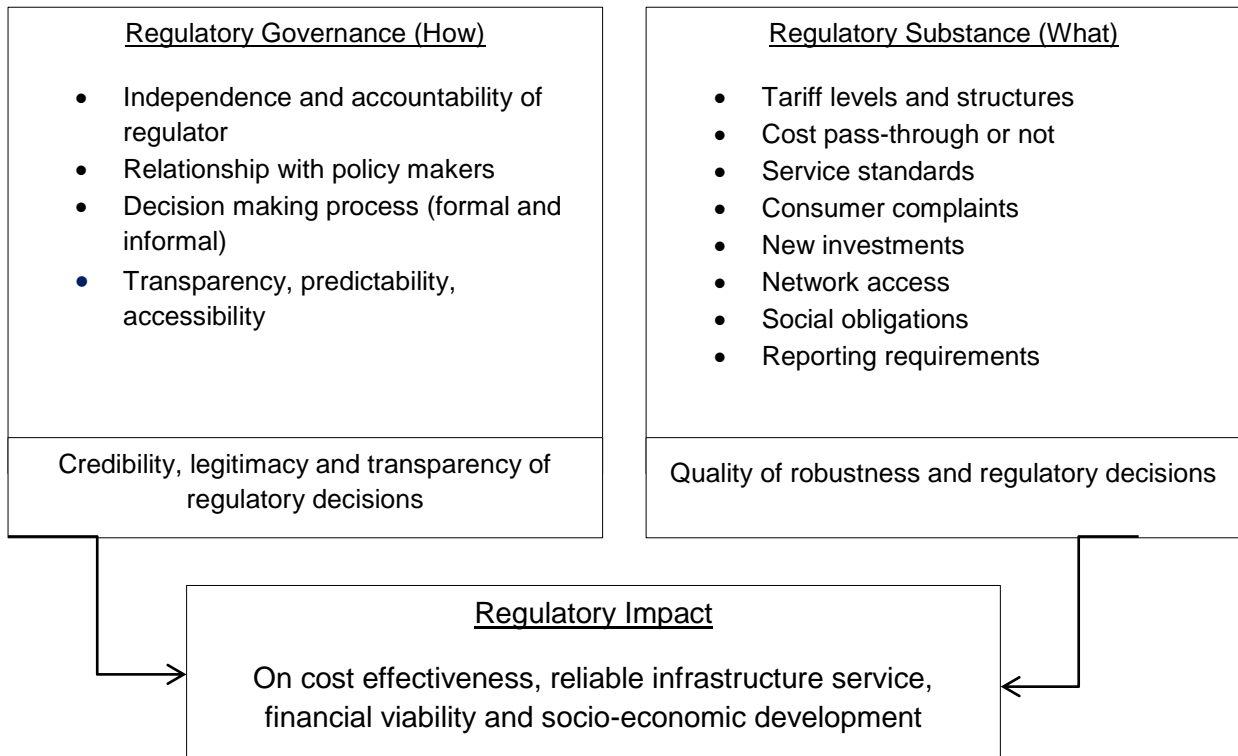 Regulatory Governance (How)
• Independence and accountability of
regulator
• Relationship with policy makers
• Decision making process (formal and
informal)
• Transparency, predictability,
accessibility
Credibility, legitimacy and transparency of
regulatory decisions
Regulatory Substance (What)
• Tariff levels and structures
• Cost pass-through or not
• Service standards
• Consumer complaints
• New investments
• Network access
• Social obligations
• Reporting requirements
Quality of robustness and regulatory decisions
Regulatory Impact
On cost effectiveness, reliable infrastructure service,
financial viability and socio-economic development